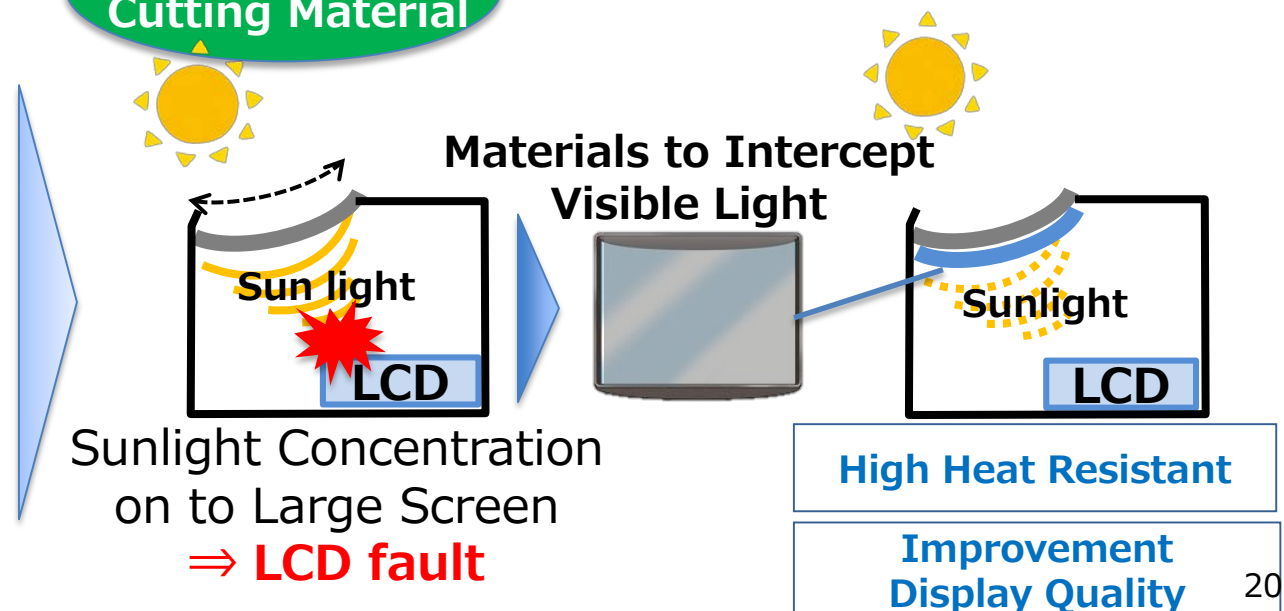 Cutting Material
Materials to Intercept
Visible Light
Sun light
LCD
Sunlight
LCD
Sunlight Concentration
on to Large Screen
⇒ LCD fault
High Heat Resistant
Improvement
Display Quality
20